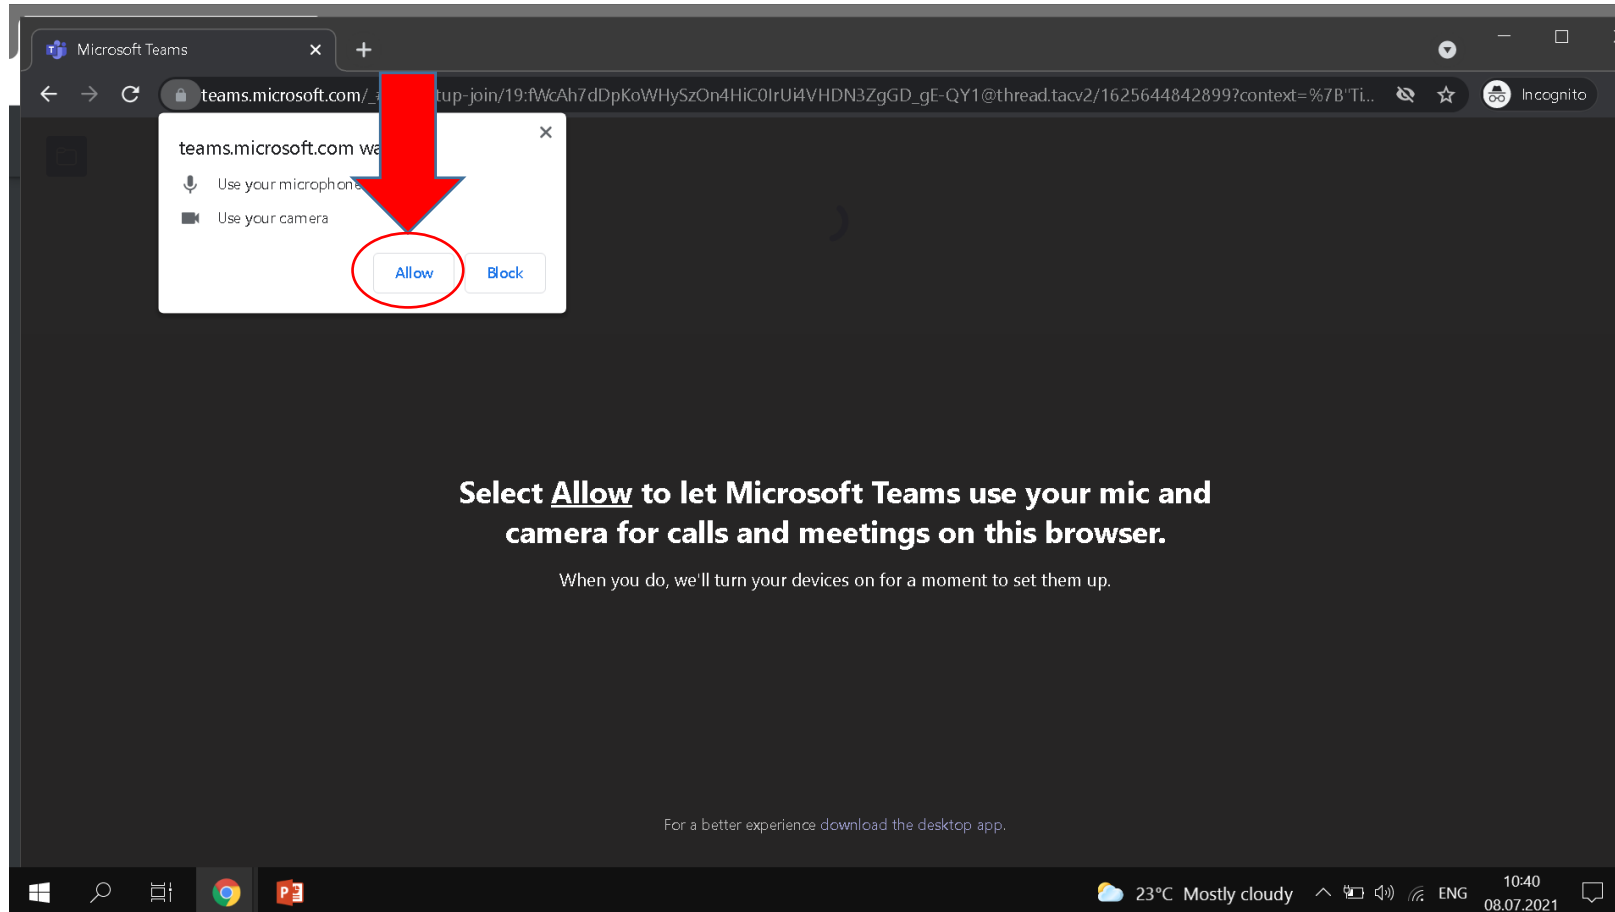 Microsoft Teams
teams.microsoft.com/_# tup-join/19:fWcAh7dDpKoWHySzOn4HiC0IrUi4VHDN3ZgGD_gE-QY1@thread.tacv2/1625644842899?context=%7B"Ti...
Incognito
teams.microsoft.com
Use your microphone
Use your camera
Allow Block
Select Allow to let Microsoft Teams use your mic and
camera for calls and meetings on this browser.
When you do, we'll turn your devices on for a moment to set them up.
For a better experience download the desktop app.
23°C Mostly cloudy
ENG
10:40
08.07.2021